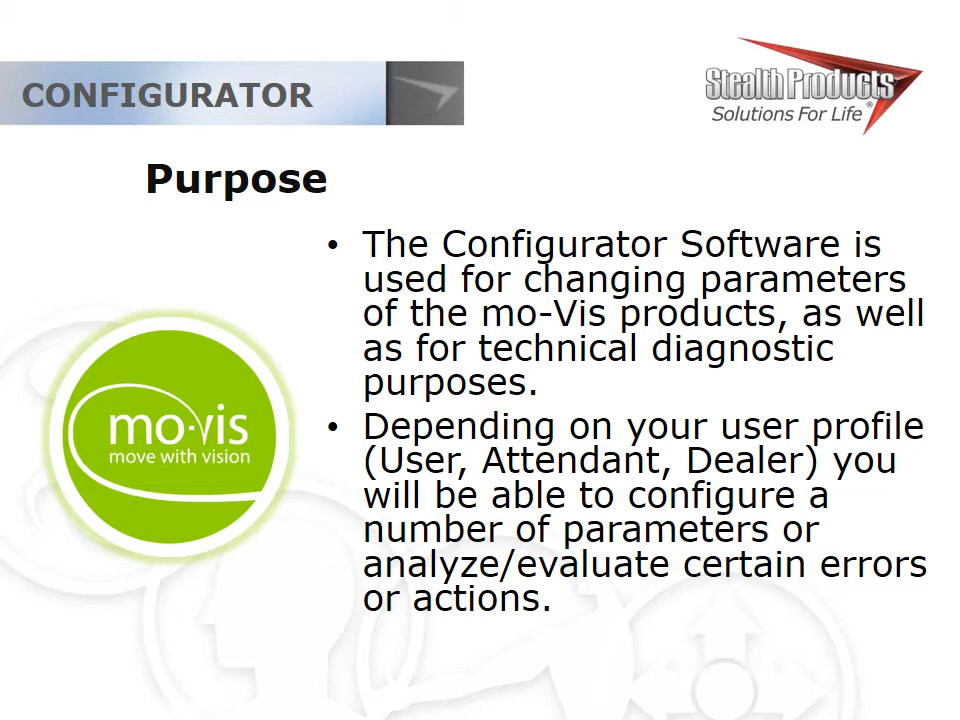 CONFIGURATOR
Stealth Products®
Solutions For Life
Purpose
• The Configurator Software is
used for changing parameters
of the mo-Vis products, as well
as for technical diagnostic
purposes.
• Depending on your user profile
(User, Attendant, Dealer) you
will be able to configure a
number of parameters or
analyze/evaluate certain errors
or actions.
mo-vis
move with vision